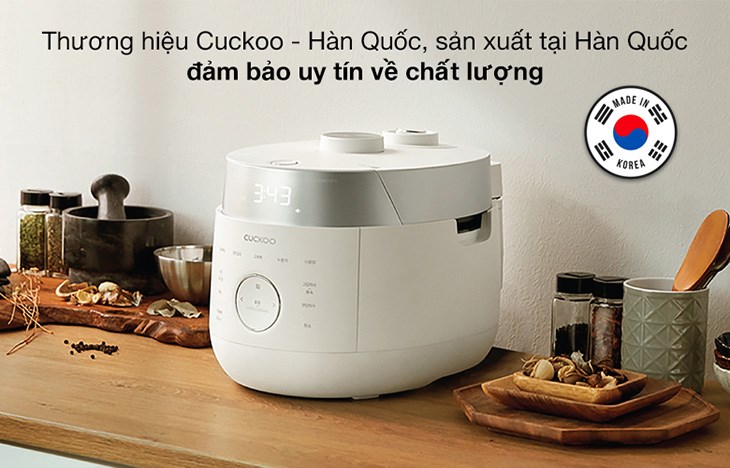 Thương hiệu Cuckoo - Hàn Quốc, sản xuất tại Hàn Quốc
đảm bảo uy tín về chất lượng
MADE IN
KOREA
3:43
CUCKOO